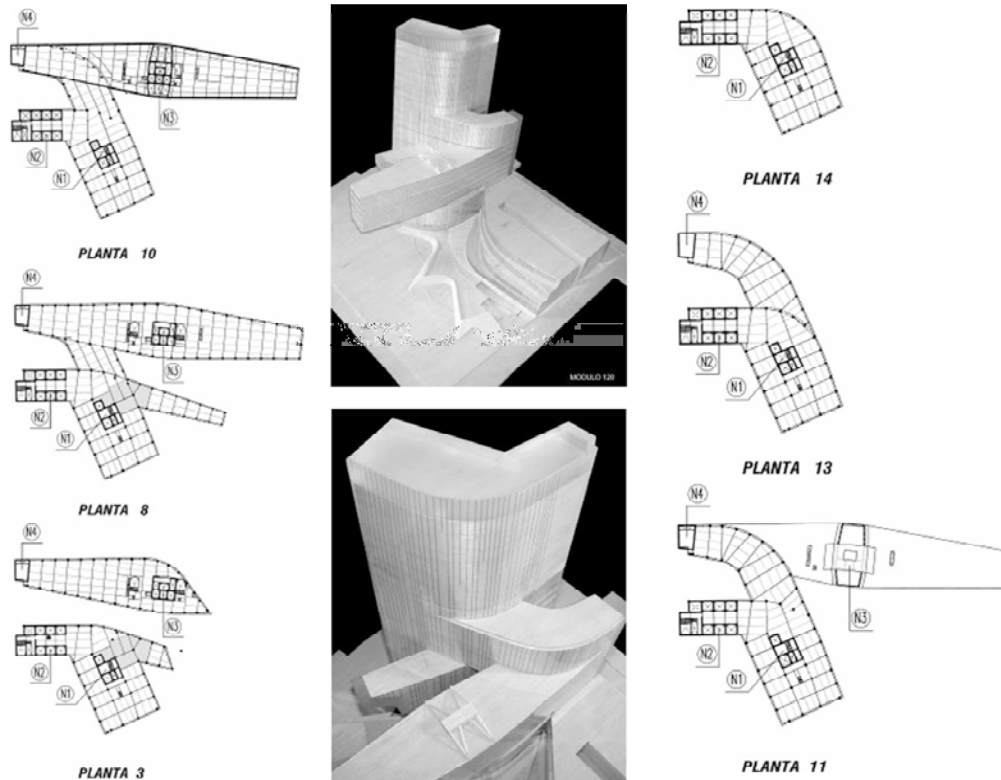 N4
N3
N2
N1
PLANTA 10
N4
N3
N2
N1
PLANTA 8
N4
N3
N2
N1
PLANTA 3
MODULO 120
N2
N1
PLANTA 14
N4
N2
N1
PLANTA 13
N4
N3
N2
N1
PLANTA 11